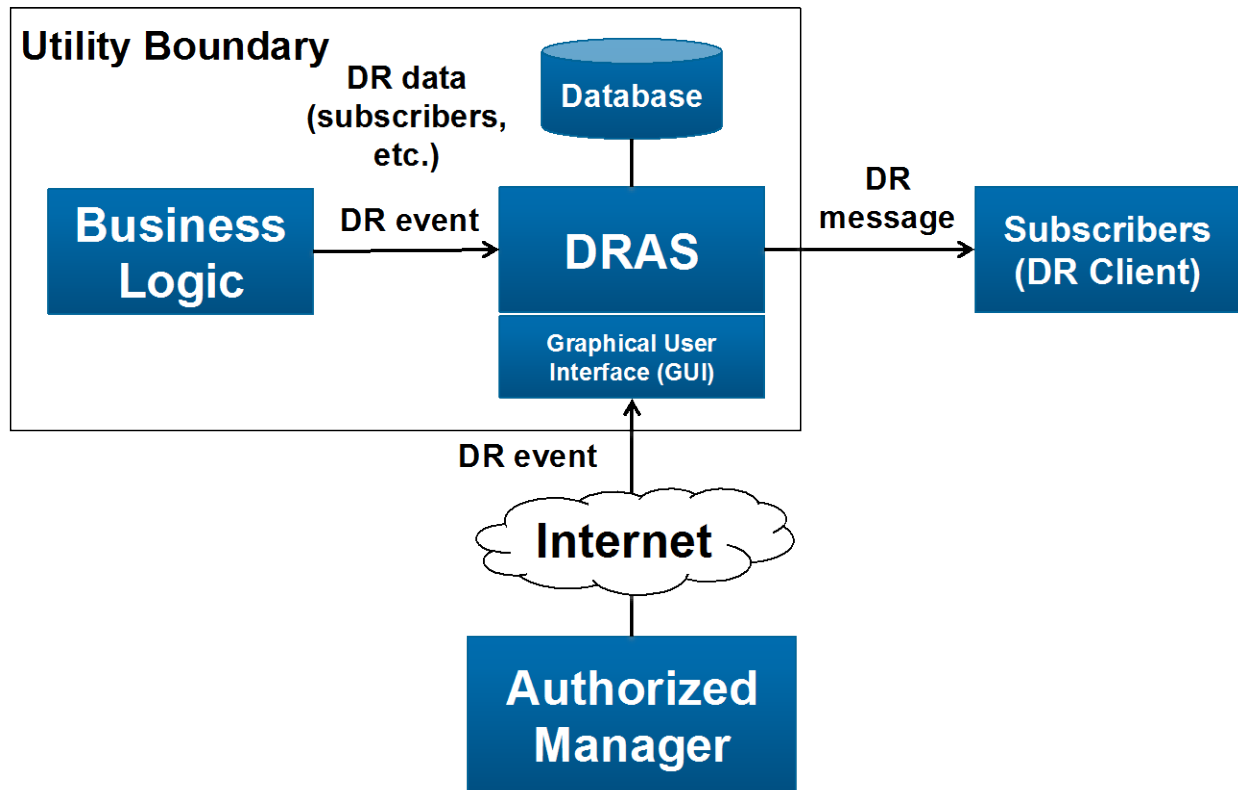 Utility Boundary
DR data
(subscribers,
etc.)
Database
Business
Logic
DR event
DRAS
DR
message
Subscribers
(DR Client)
Graphical User
Interface (GUI)
DR event
Internet
Authorized
Manager